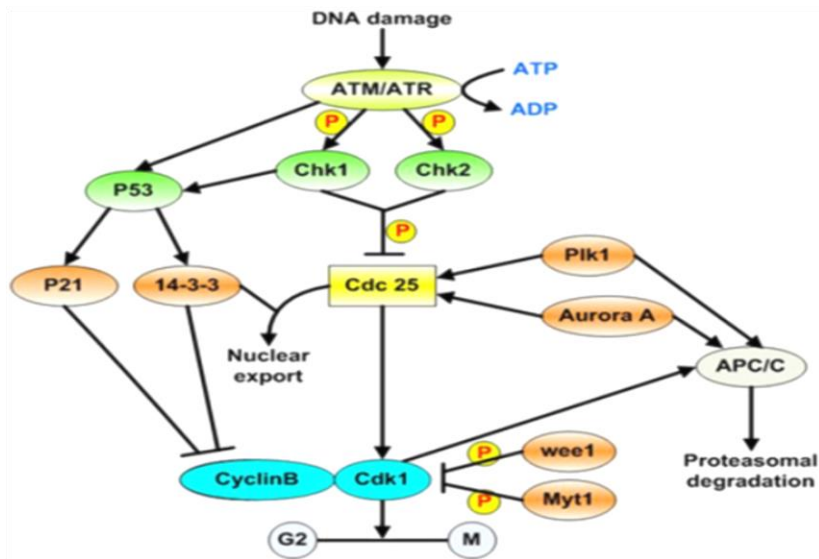 DNA damage
ATM/ATR
ATP
ADP
P
P
Chk1
Chk2
P53
P
Plk1
P21
14-3-3
Cdc 25
Aurora A
Nuclear
export
APC/C
wee1
P
CyclinB
Cdk1
Proteasomal
degradation
P
Myt1
G2
M